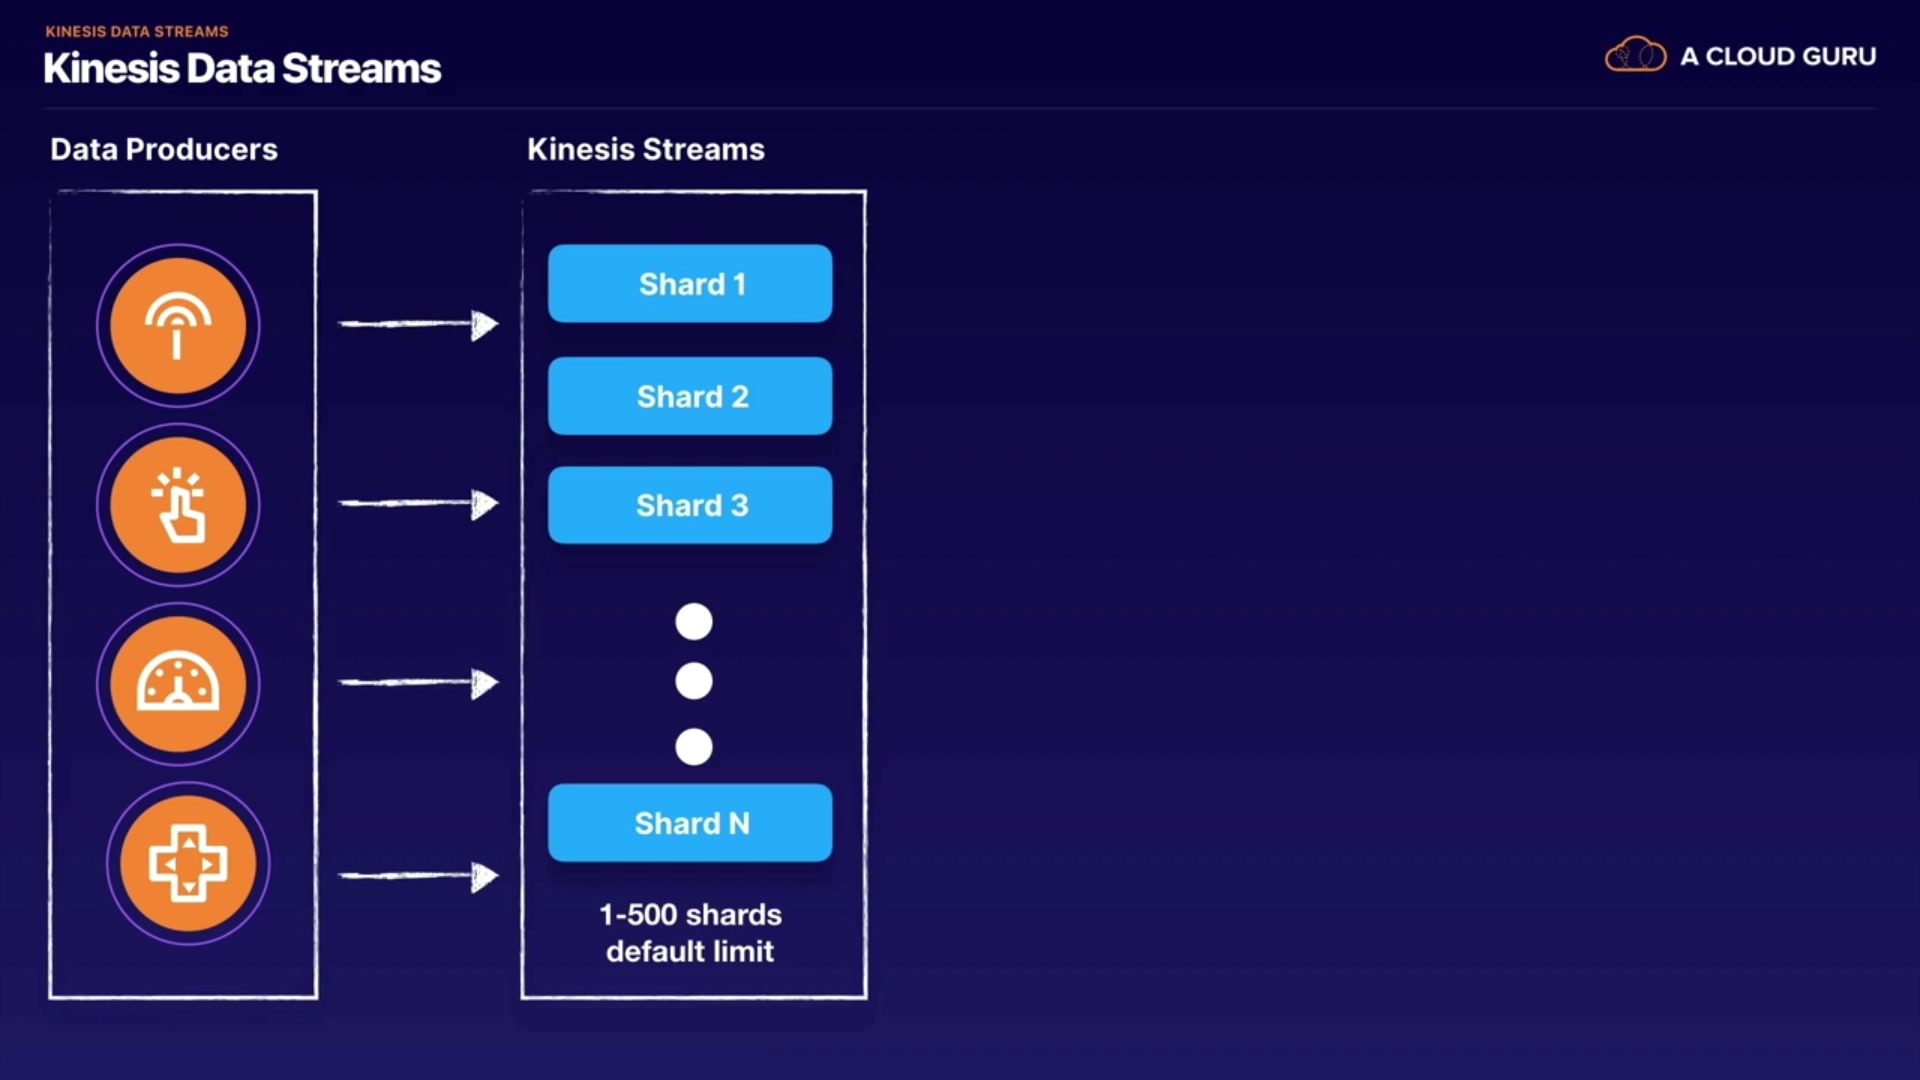 KINESIS DATA STREAMS
Kinesis Data Streams
A CLOUD GURU
Data Producers
Kinesis Streams
Shard 1
Shard 2
Shard 3
Shard N
1-500 shards
default limit